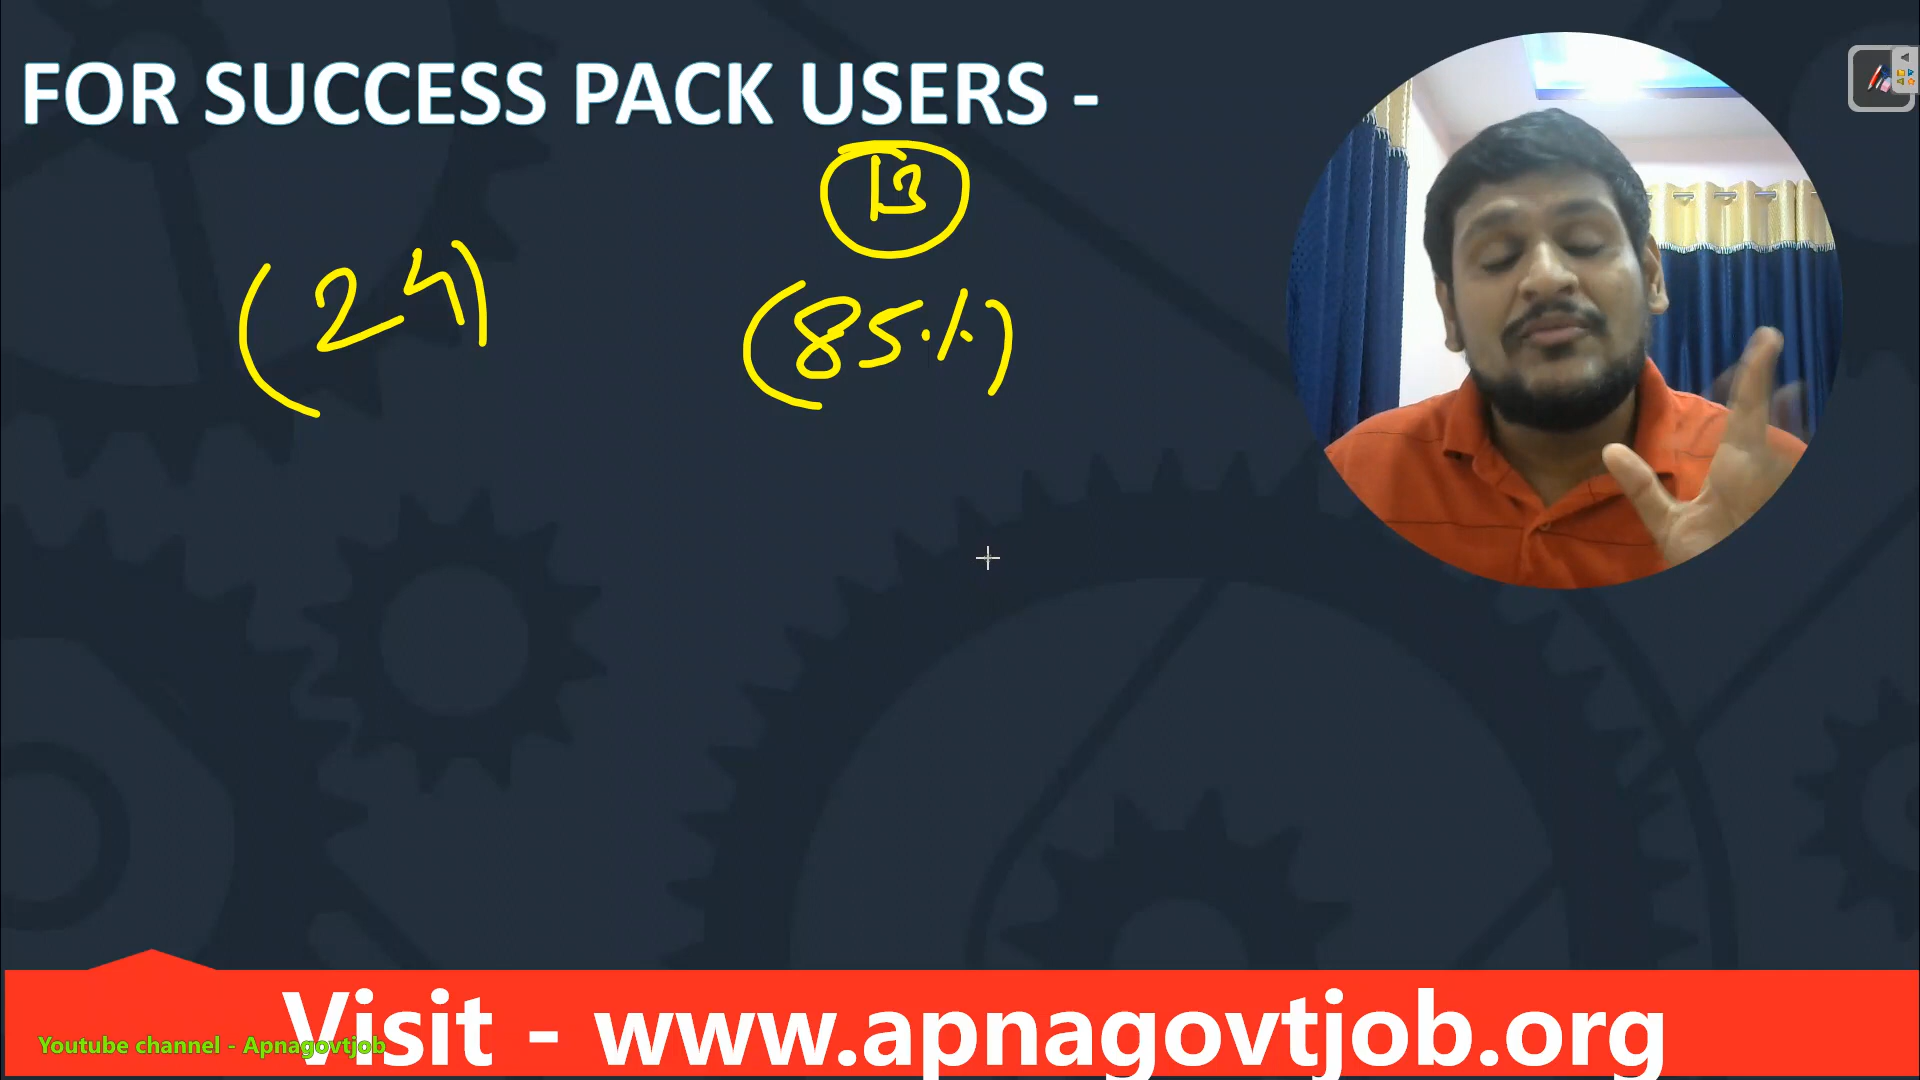 FOR SUCCESS PACK USERS -
13
(24)
(85%)
Visit - www.apnagovtjob.org
Youtube channel - Apnagovtjob